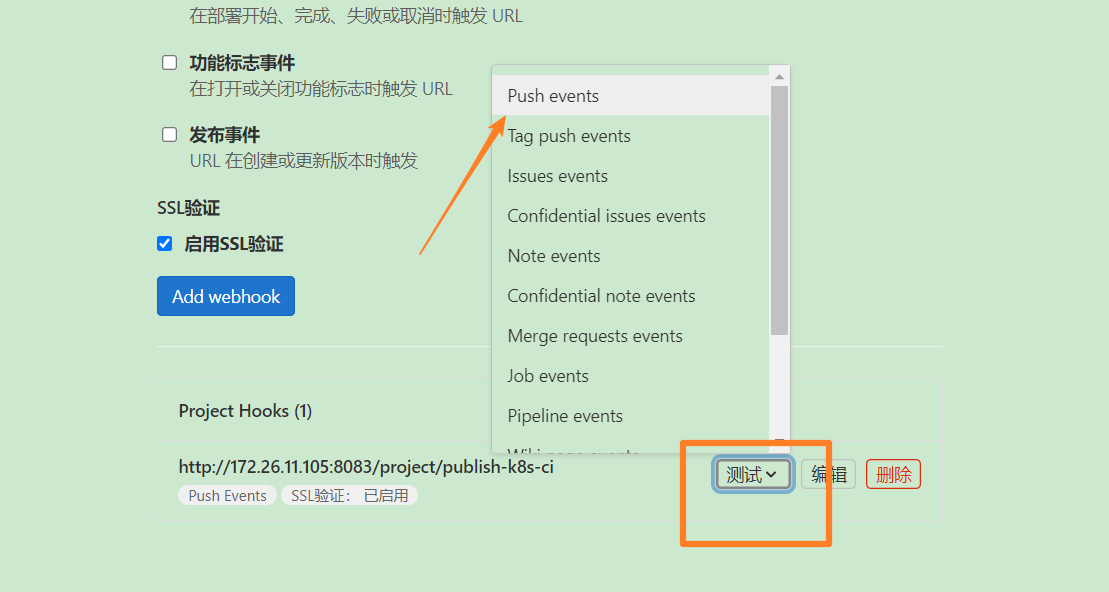 在部署开始、完成、失败或取消时触发 URL
功能标志事件
在打开或关闭功能标志时触发 URL
发布事件
URL 在创建或更新版本时触发
SSL验证
启用SSL验证
Add webhook
Push events
Tag push events
Issues events
Confidential issues events
Note events
Confidential note events
Merge requests events
Job events
Pipeline events
Wiki page events
Project Hooks (1)
http://172.26.11.105:8083/project/publish-k8s-ci
测试 编辑 删除
Push Events SSL验证： 已启用